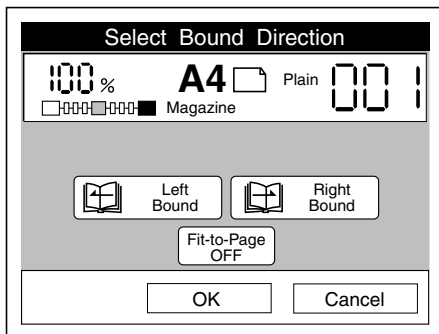 Select Bound Direction
100 % A4 Plain 001
Magazine
Left Bound
Right Bound
Fit-to-Page
OFF
OK Cancel